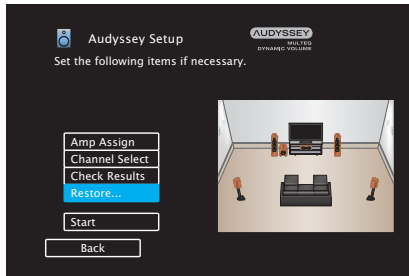 Audyssey Setup
AUDYSSEY
MULTEQ
DYNAMIC VOLUME
Set the following items if necessary.
Amp Assign
Channel Select
Check Results
Restore...
Start
Back